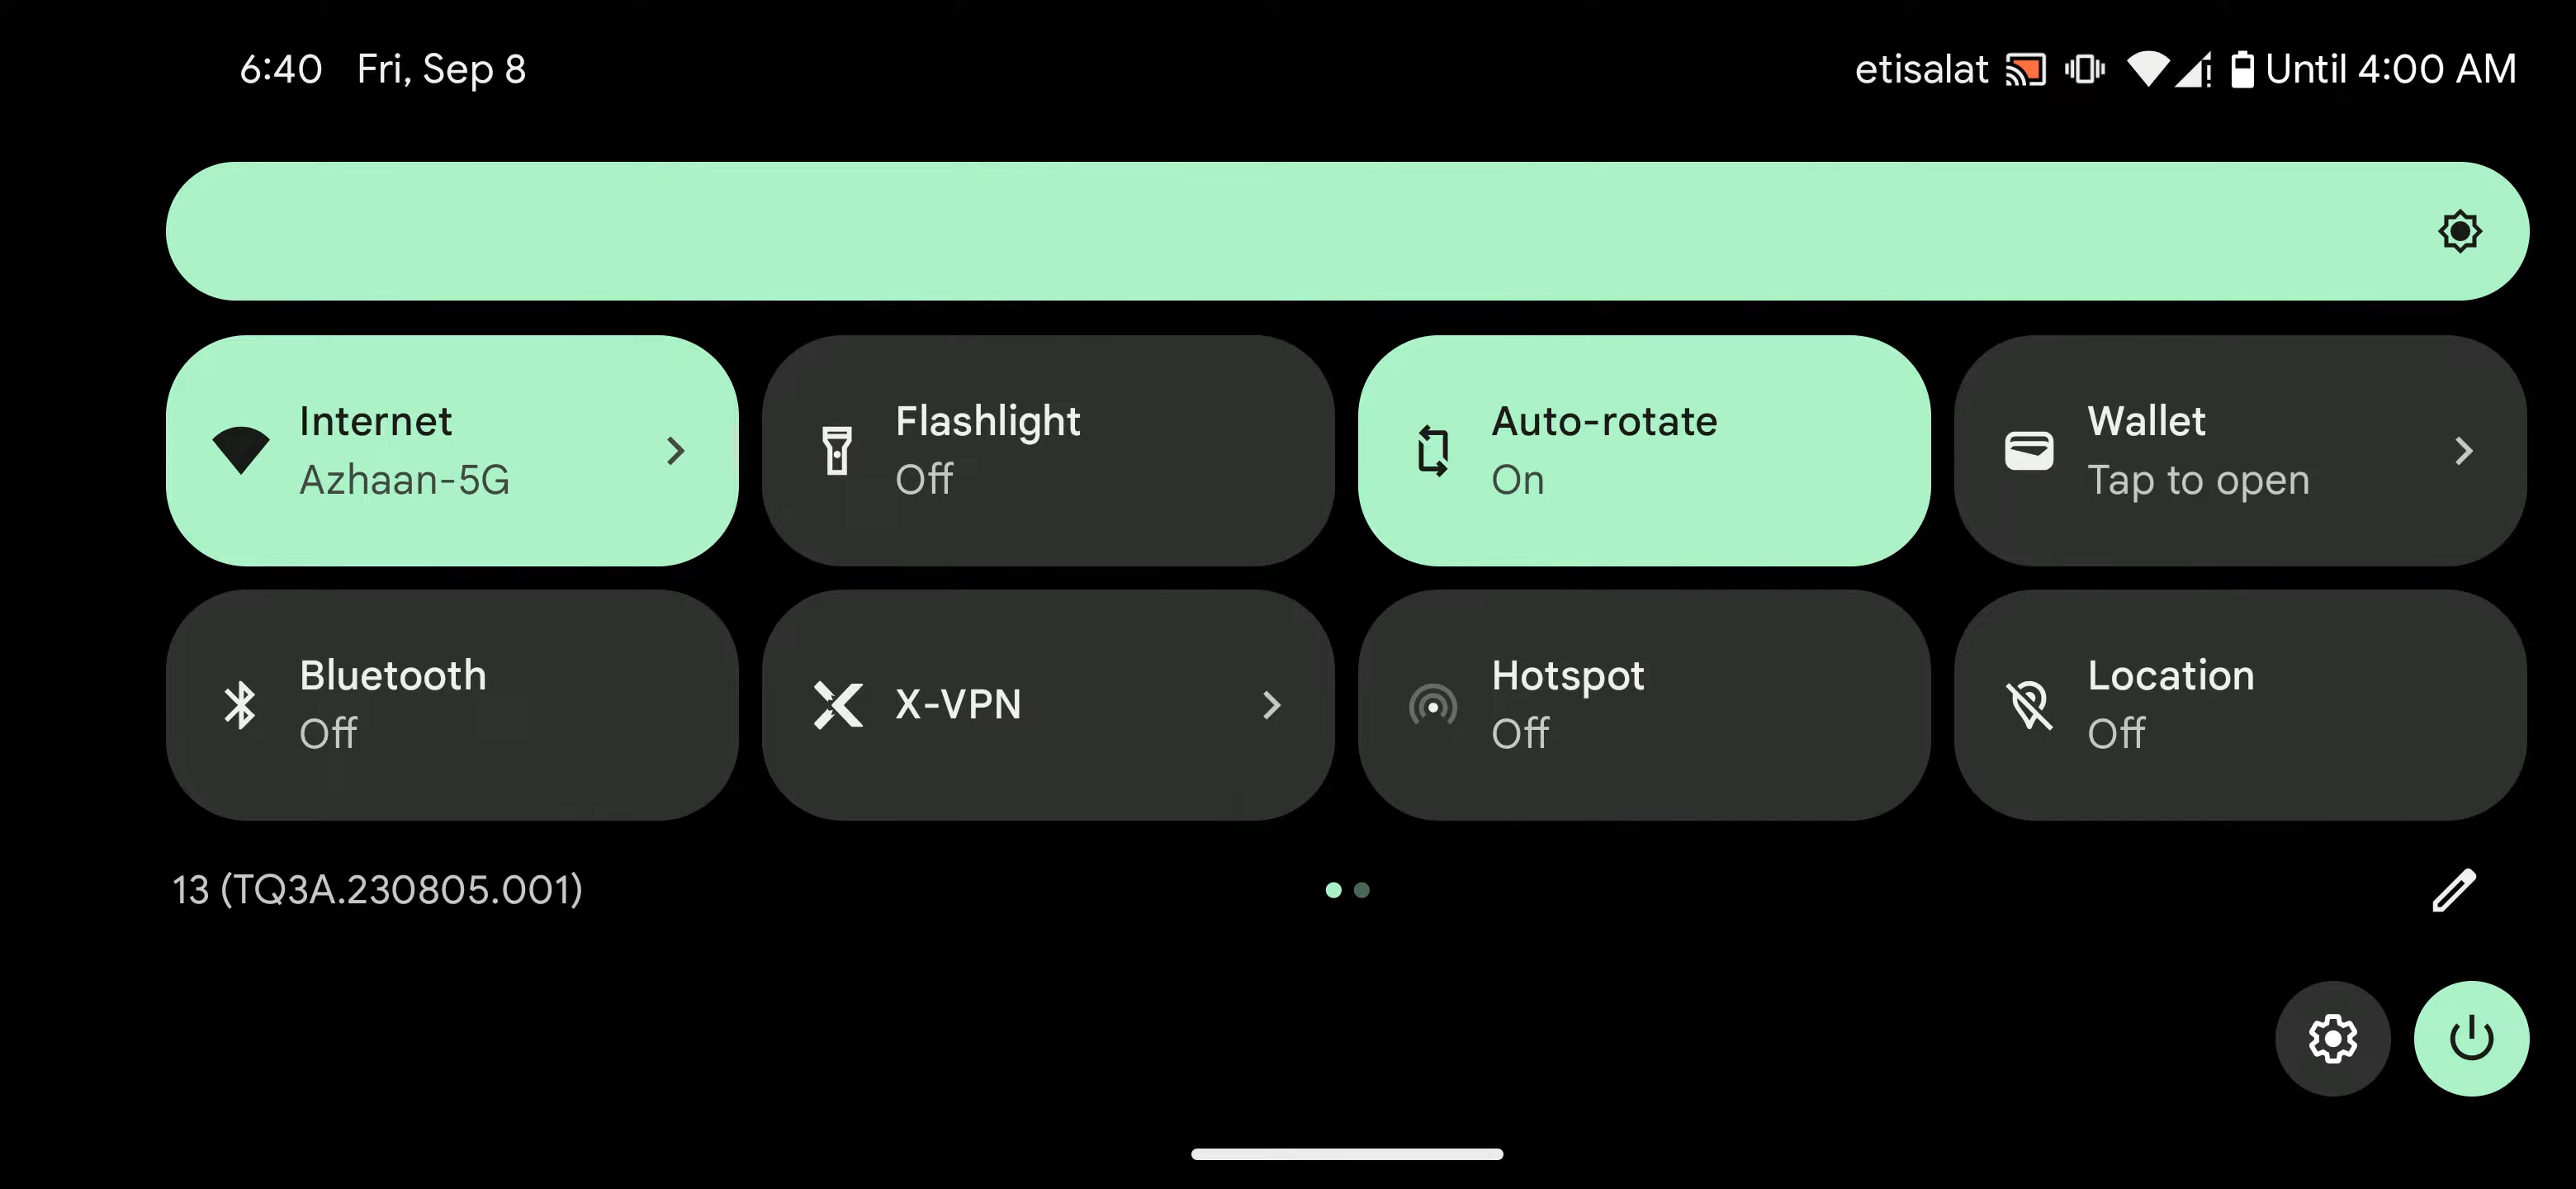 6:40 Fri, Sep 8
etisalat Until 4:00 AM
Internet
Azhaan-5G
Flashlight
Off
Auto-rotate
On
Wallet
Tap to open
Bluetooth
Off
X-VPN
Hotspot
Off
Location
Off
13 (TQ3A.230805.001)